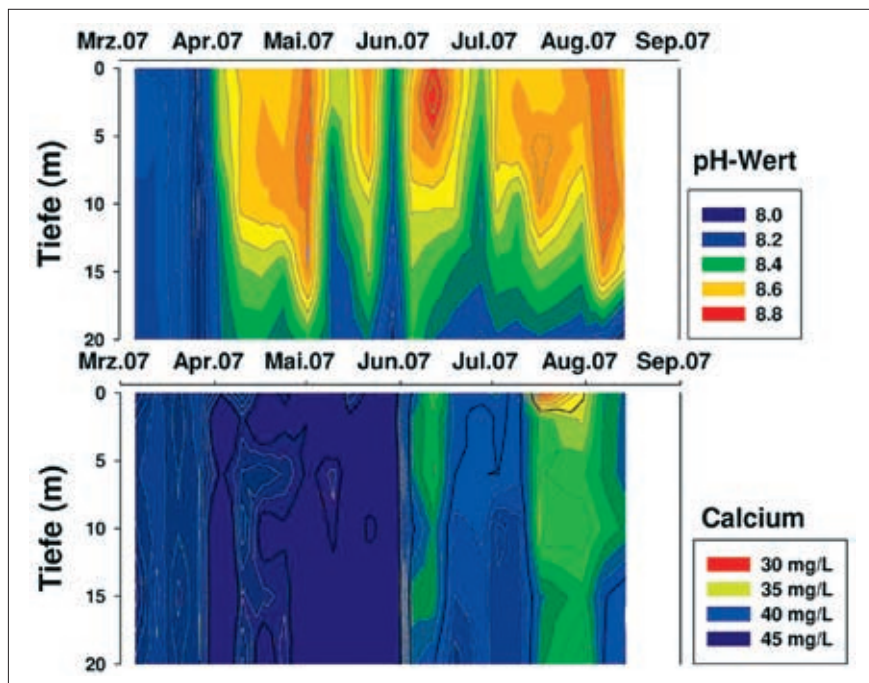 Mrz.07 Apr.07 Mai.07 Jun.07 Jul.07 Aug.07 Sep.07
0
5
10
15
20
Tiefe (m)
pH-Wert
8.0
8.2
8.4
8.6
8.8
Mrz.07 Apr.07 Mai.07 Jun.07 Jul.07 Aug.07 Sep.07
0
5
10
15
20
Tiefe (m)
Calcium
30 mg/L
35 mg/L
40 mg/L
45 mg/L